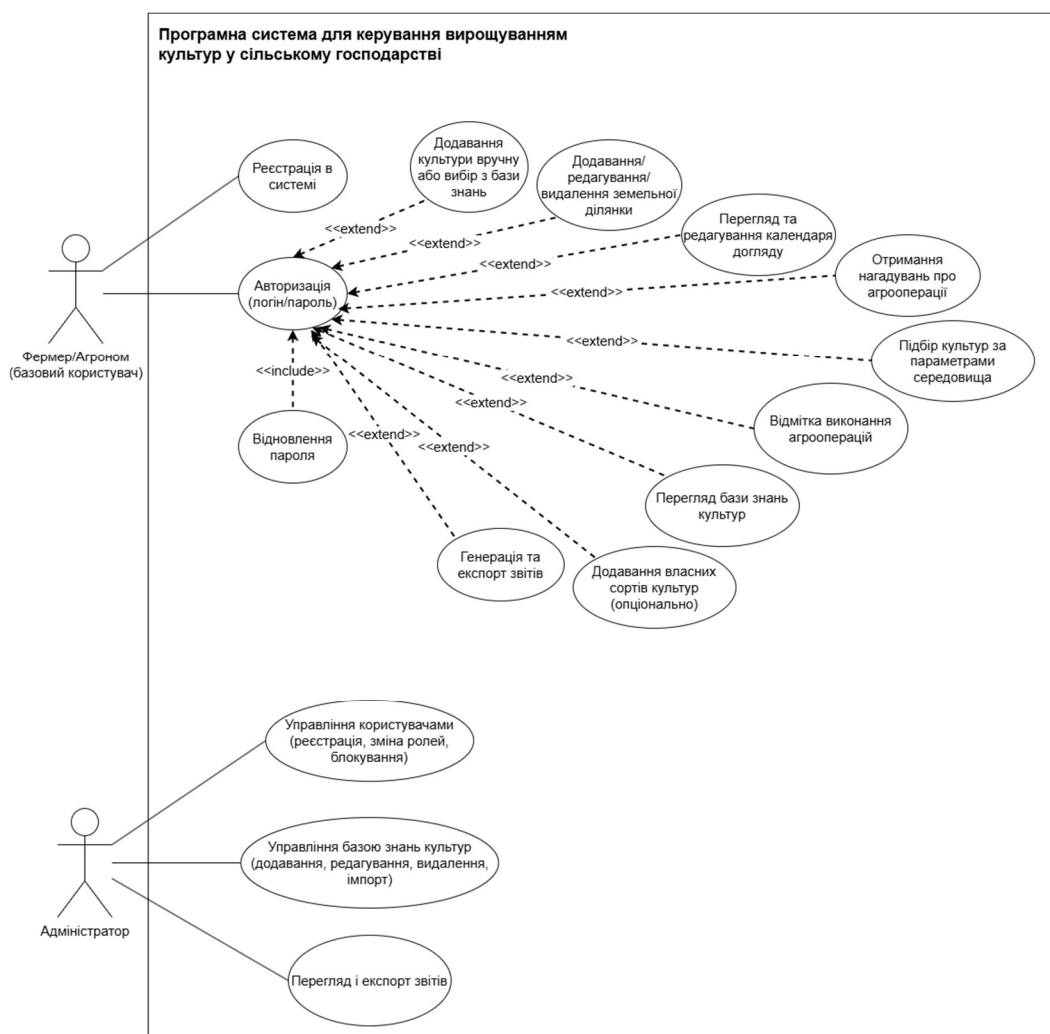 Програмна система для керування вирощуванням
культур у сільському господарстві
Реєстрація в
системі
Додавання
культури вручну
або вибір з бази
знань
Додавання/
редагування/
видалення земельної
ділянки
Перегляд та
редагування календаря
догляду
Отримання
нагадувань про
агрооперації
<<extend>>
<<extend>>
<<extend>>
<<extend>>
Авторизація
(логін/пароль)
Фермер/Агроном
(базовий користувач)
<<extend>>
Підбір культур за
параметрами
середовища
<<include>>
<<extend>>
<<extend>>
Відмітка виконання
агрооперацій
Відновлення
пароля
<<extend>>
<<extend>>
Перегляд бази знань
культур
Генерація та
експорт звітів
Додавання власних
сортів культур
(опціонально)
Управління користувачами
(реєстрація, зміна ролей,
блокування)
Управління базою знань культур
(додавання, редагування, видалення,
імпорт)
Адміністратор
Перегляд і експорт звітів